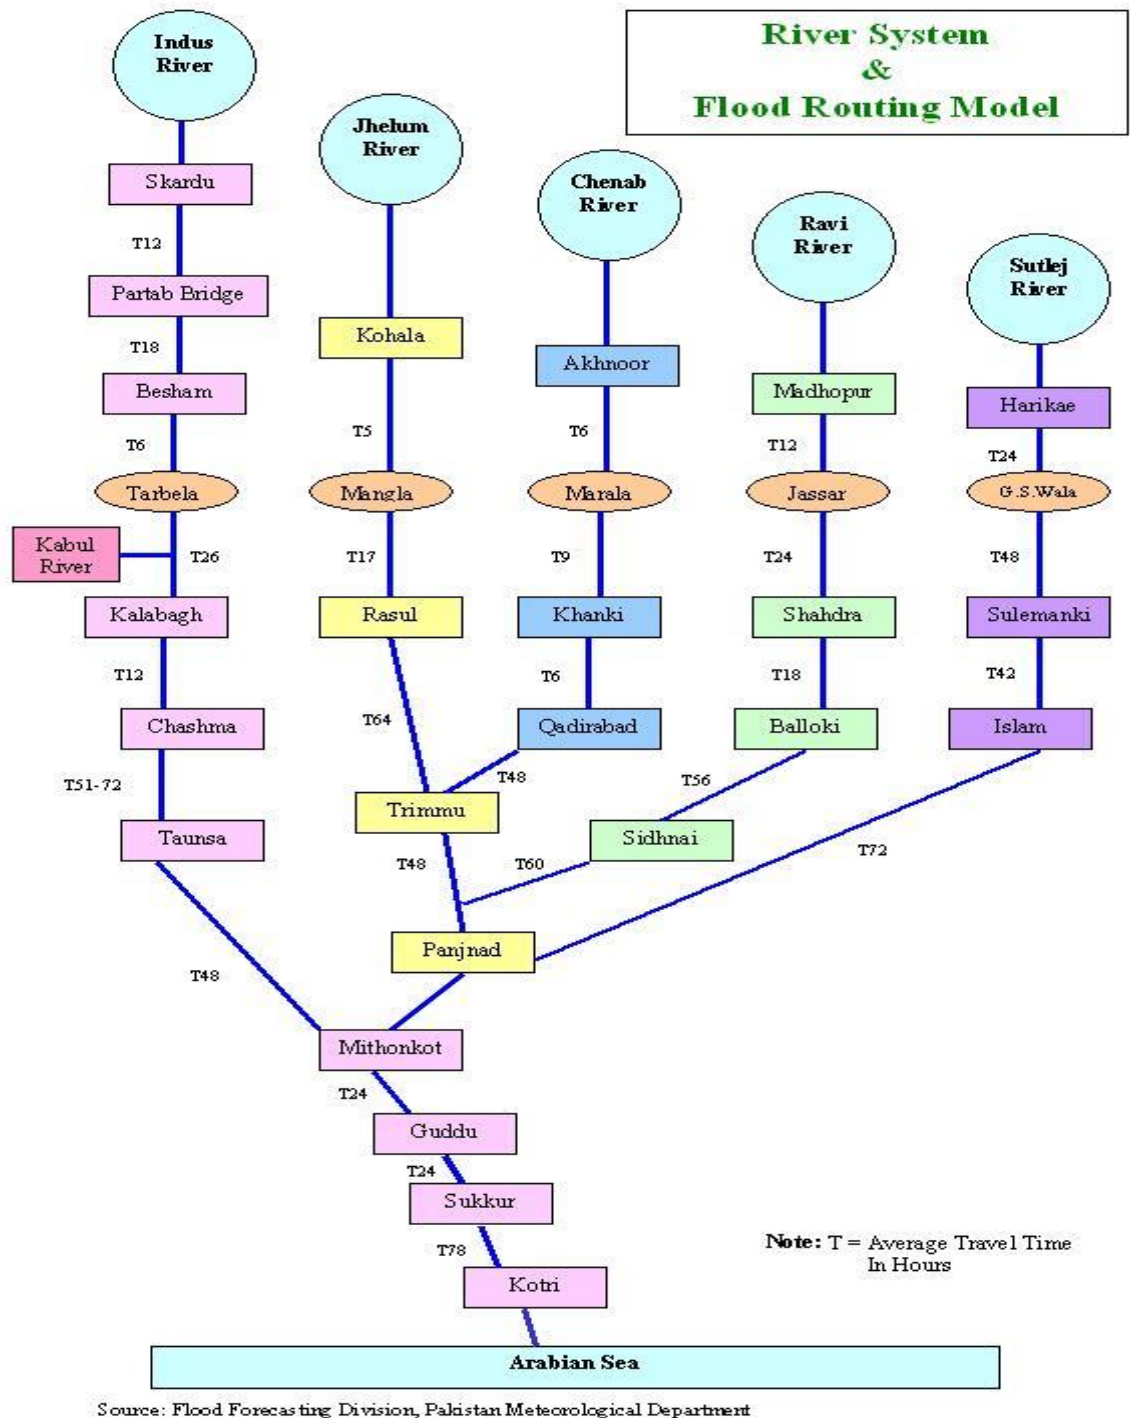 River System
&
Flood Routing Model
Indus
River
Jhelum
River
Chenab
River
Ravi
River
Sutlej
River
Skardu
T12
Partab Bridge
T18
Kohala
Akhnoor
Besham
Madhopur
Harikae
T6
T5
T6
T12
T24
Tarbela
Mangla
Marala
Jassar
G.S.Wala
Kabul
River
T26
T17
T9
T24
T48
Kalabagh
Rasul
Khanki
Shahdra
Sulemanki
T12
T6
T18
T42
Chashma
T64
Qadirabad
Balloki
Islam
T51-72
T48
T56
Trimmu
Taunsa
Sidhnai
T48
T60
T72
Panjnad
T48
Mithonkot
T24
Guddu
T24
Sukkur
T78
Note: T = Average Travel Time
In Hours
Kotri
Arabian Sea
Source: Flood Forecasting Division, Pakistan Meteorological Department